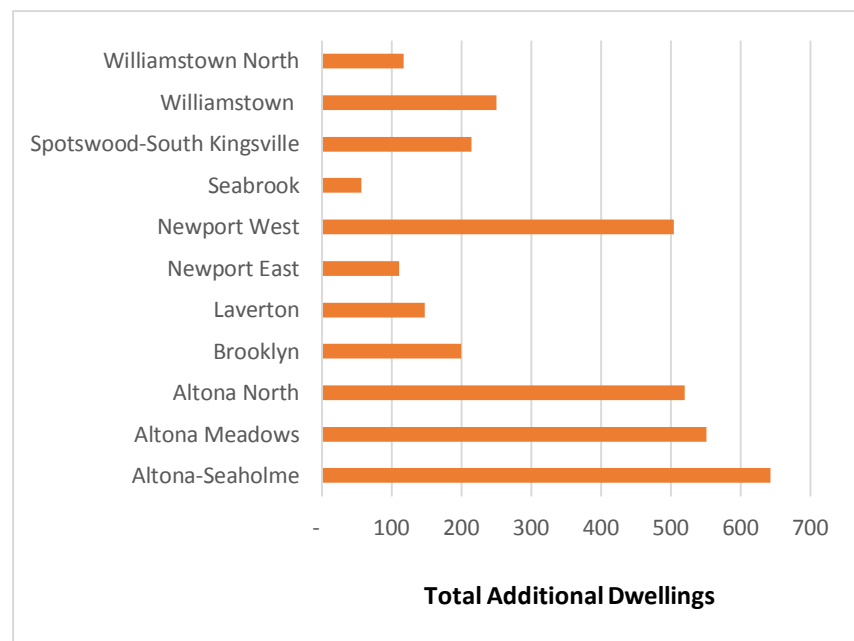 Williamstown North
Williamstown
Spotswood-South Kingsville
Seabrook
Newport West
Newport East
Laverton
Brooklyn
Altona North
Altona Meadows
Altona-Seaholme
- 100 200 300 400 500 600 700
Total Additional Dwellings